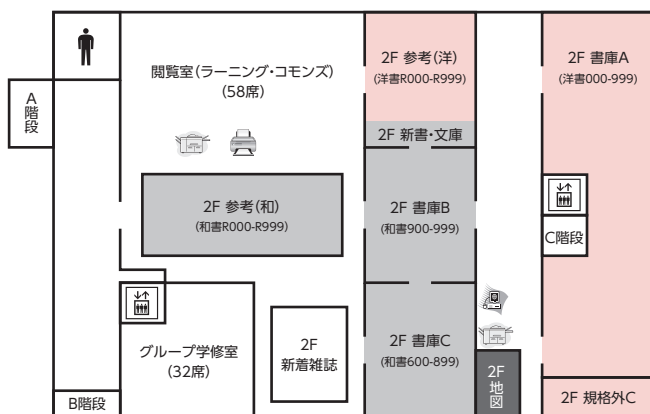 閲覧室(ラーニング・コモンズ)
(58席)
2F 参考(洋)
(洋書R000-R999)
2F 書庫A
(洋書000-999)
A階段
2F 新書・文庫
2F 参考(和)
(和書R000-R999)
2F 書庫B
(和書900-999)
C階段
グループ学修室
(32席)
2F
新着雑誌
2F 書庫C
(和書600-899)
2F地図
B階段
2F 規格外C